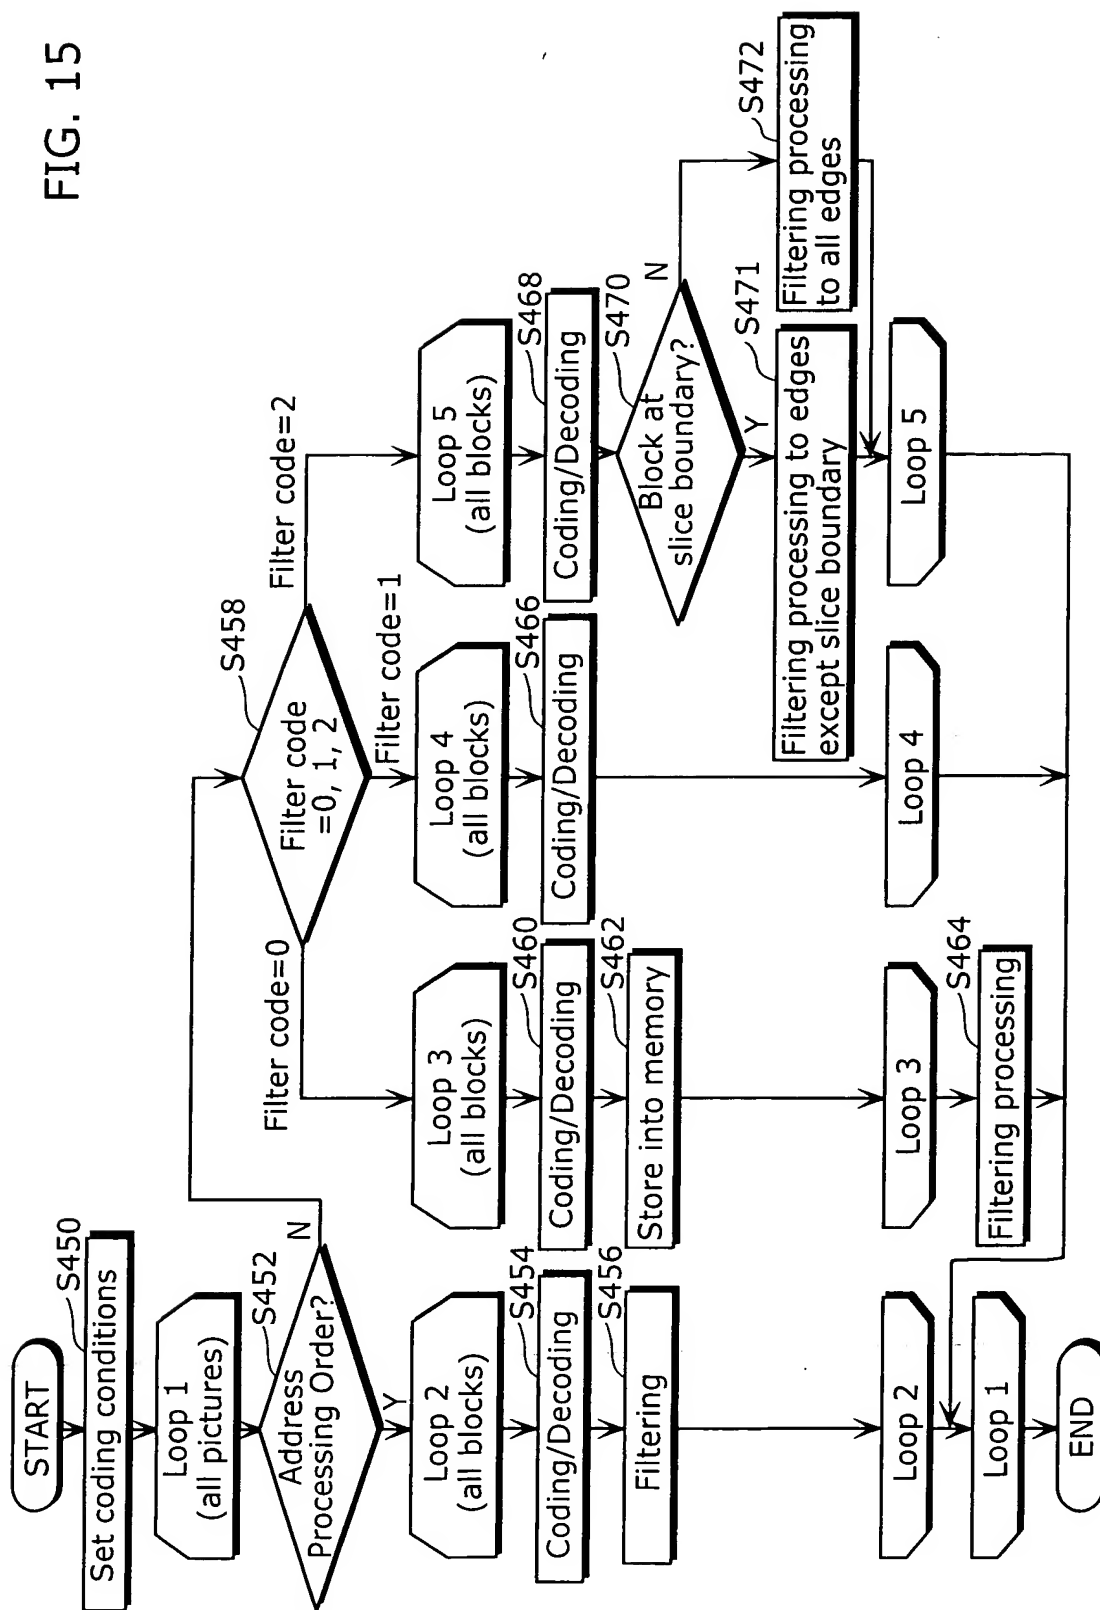 FIG. 15
START
Set coding conditions
S450
Loop 1
(all pictures)
Address
Processing Order?
S452
N
Y
Loop 2
(all blocks)
Coding/Decoding
S454
Filtering
S456
Loop 2
Loop 1
END
Filter code
=0, 1, 2
S458
Filter code=0
Filter code=1
Filter code=2
Loop 3
(all blocks)
Coding/Decoding
S460
Store into memory
S462
Loop 3
Filtering processing
S464
Loop 4
(all blocks)
Coding/Decoding
S466
Loop 4
Loop 5
(all blocks)
Coding/Decoding
S468
Block at
slice boundary?
S470
N
Y
Filtering processing to edges
except slice boundary
S471
Filtering processing
to all edges
S472
Loop 5